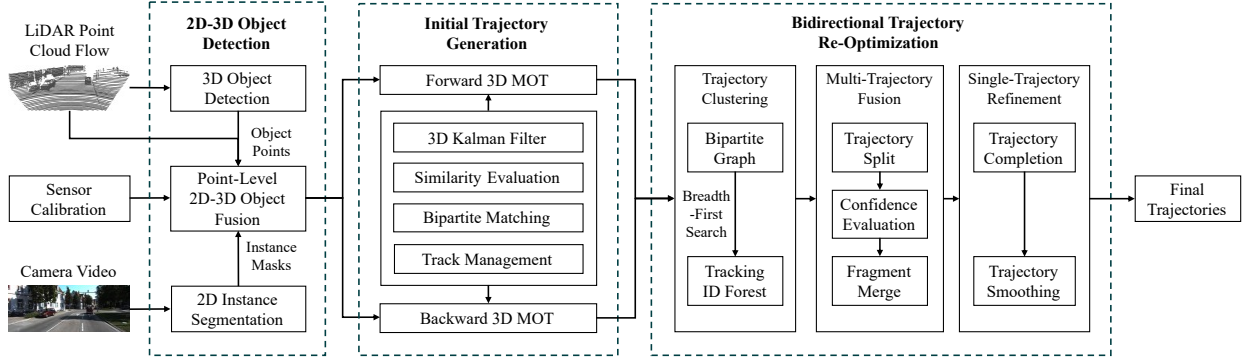 LiDAR Point
Cloud Flow
Sensor
Calibration
Camera Video
2D-3D Object
Detection
3D Object
Detection
Object
Points
Point-Level
2D-3D Object
Fusion
Instance
Masks
2D Instance
Segmentation
Initial Trajectory
Generation
Forward 3D MOT
3D Kalman Filter
Similarity Evaluation
Bipartite Matching
Track Management
Backward 3D MOT
Bidirectional Trajectory
Re-Optimization
Trajectory
Clustering
Bipartite
Graph
Breadth
-First
Search
Tracking
ID Forest
Multi-Trajectory
Fusion
Trajectory
Split
Confidence
Evaluation
Fragment
Merge
Single-Trajectory
Refinement
Trajectory
Completion
Trajectory
Smoothing
Final
Trajectories